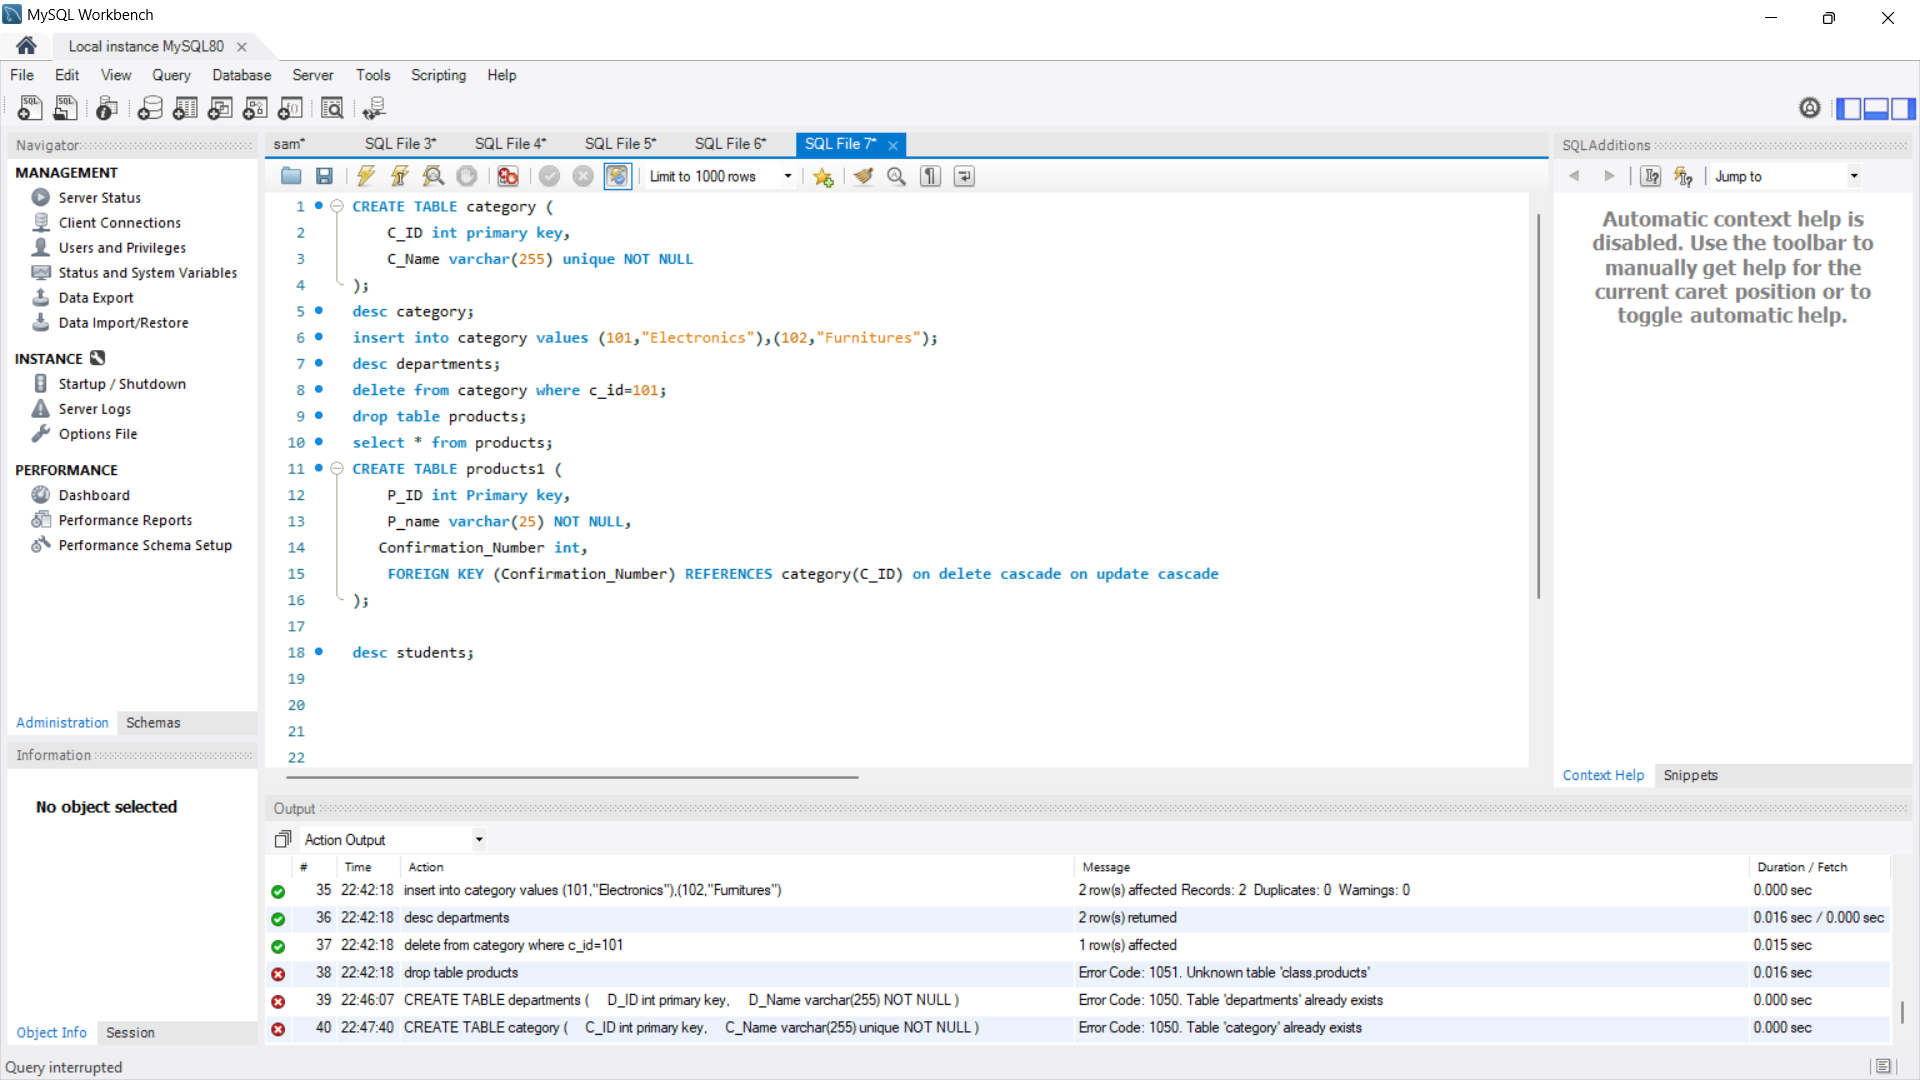 MySQL Workbench
Local instance MySQL80
File Edit View Query Database Server Tools Scripting Help
Navigator
MANAGEMENT
Server Status
Client Connections
Users and Privileges
Status and System Variables
Data Export
Data Import/Restore
INSTANCE
Startup / Shutdown
Server Logs
Options File
PERFORMANCE
Dashboard
Performance Reports
Performance Schema Setup
Administration Schemas
Information
No object selected
Object Info Session
sam* SQL File 3* SQL File 4* SQL File 5* SQL File 6* SQL File 7*
Limit to 1000 rows
1 CREATE TABLE category (
2 C_ID int primary key,
3 C_Name varchar(255) unique NOT NULL
4 );
5 desc category;
6 insert into category values (101,"Electronics"),(102,"Furnitures");
7 desc departments;
8 delete from category where c_id=101;
9 drop table products;
10 select * from products;
11 CREATE TABLE products1 (
12 P_ID int Primary key,
13 P_name varchar(25) NOT NULL,
14 Confirmation_Number int,
15 FOREIGN KEY (Confirmation_Number) REFERENCES category(C_ID) on delete cascade on update cascade
16 );
17
18 desc students;
19
20
21
22
SQLAdditions
Jump to
Automatic context help is
disabled. Use the toolbar to
manually get help for the
current caret position or to
toggle automatic help.
Context Help Snippets
Output
Action Output
# Time Action Message Duration / Fetch
35 22:42:18 insert into category values (101,"Electronics"),(102,"Furnitures") 2 row(s) affected Records: 2 Duplicates: 0 Warnings: 0 0.000 sec
36 22:42:18 desc departments 2 row(s) returned 0.016 sec / 0.000 sec
37 22:42:18 delete from category where c_id=101 1 row(s) affected 0.015 sec
38 22:42:18 drop table products Error Code: 1051. Unknown table 'class.products' 0.016 sec
39 22:46:07 CREATE TABLE departments ( D_ID int primary key, D_Name varchar(255) NOT NULL ) Error Code: 1050. Table 'departments' already exists 0.000 sec
40 22:47:40 CREATE TABLE category ( C_ID int primary key, C_Name varchar(255) unique NOT NULL ) Error Code: 1050. Table 'category' already exists 0.000 sec
Query interrupted